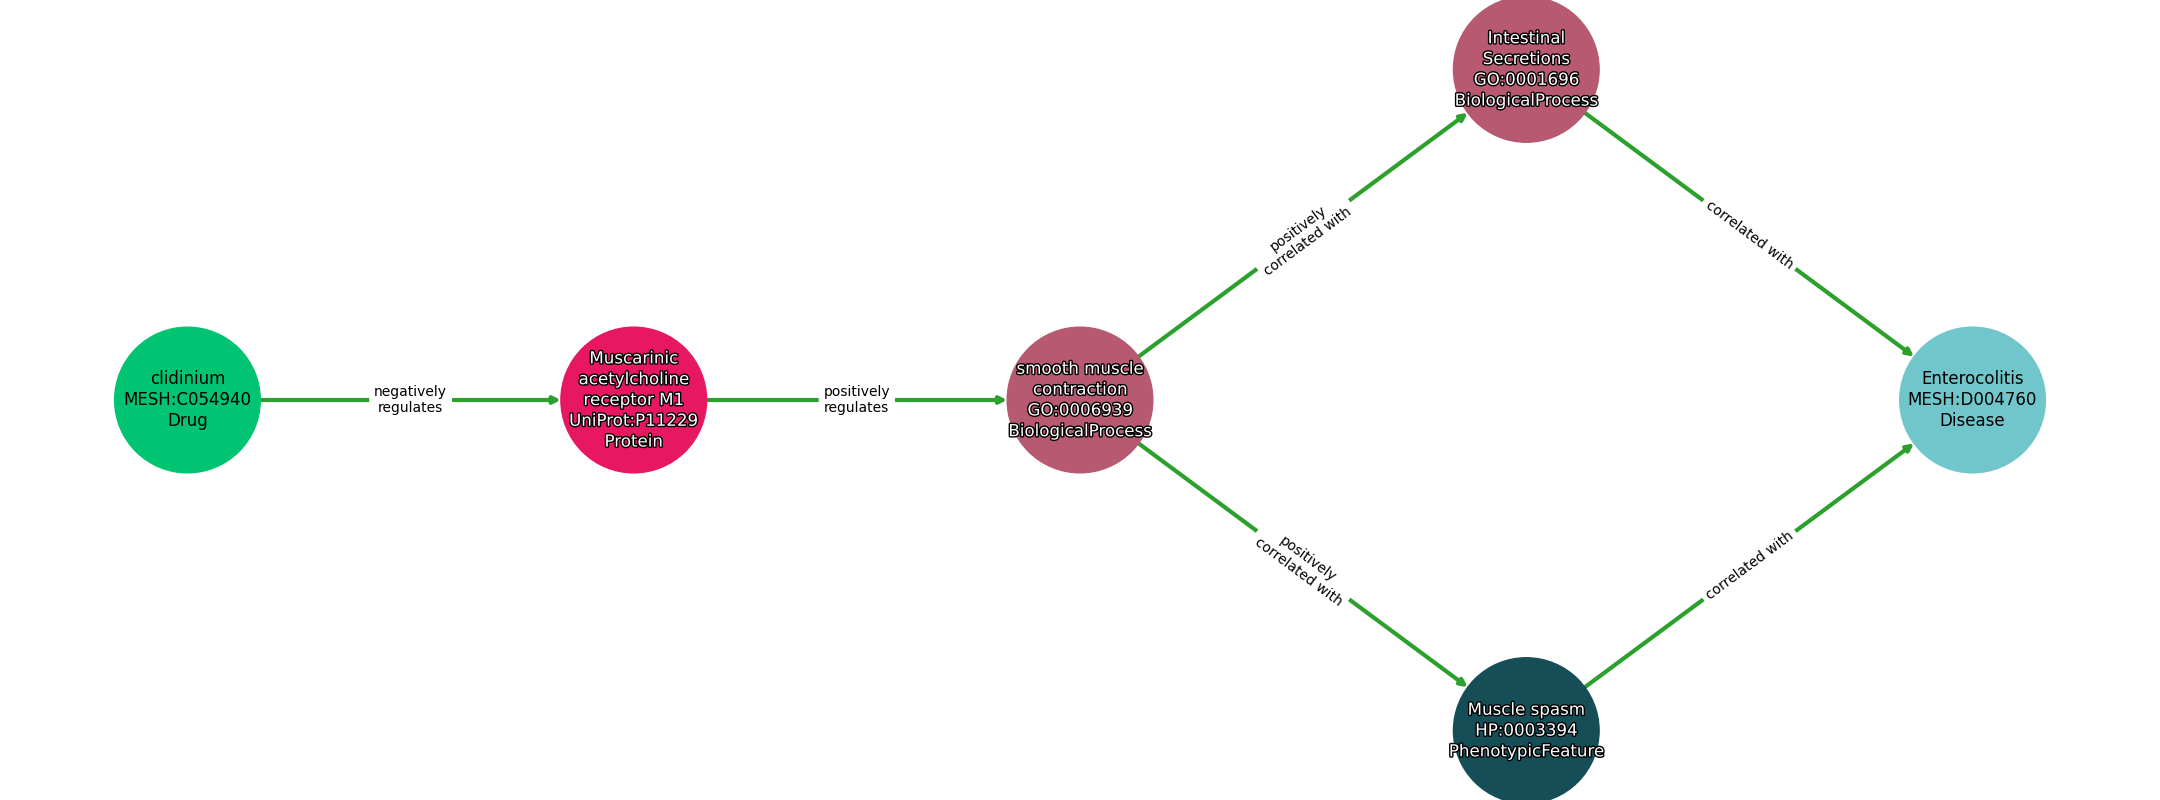 clidinium
MESH:C054940
Drug
negatively
regulates
Muscarinic
acetylcholine
receptor M1
UniProt:P11229
Protein
positively
regulates
smooth muscle
contraction
GO:0006939
BiologicalProcess
positively
correlated with
Intestinal
Secretions
GO:0001696
BiologicalProcess
correlated with
positively
correlated with
Muscle spasm
HP:0003394
PhenotypicFeature
correlated with
Enterocolitis
MESH:D004760
Disease